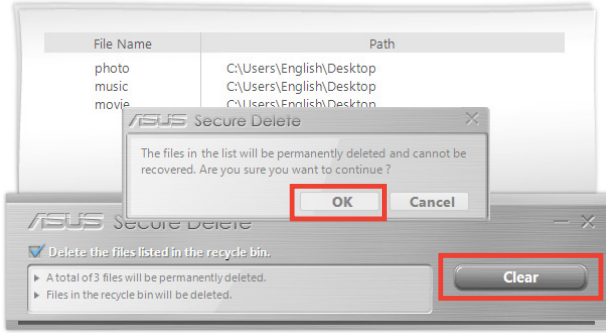 File Name Path
photo C:\Users\English\Desktop
music C:\Users\English\Desktop
movie C:\Users\English\Desktop
ASUS Secure Delete
The files in the list will be permanently deleted and cannot be
recovered. Are you sure you want to continue ?
OK Cancel
ASUS Secure Delete
Delete the files listed in the recycle bin.
A total of 3 files will be permanently deleted.
Files in the recycle bin will be deleted.
Clear